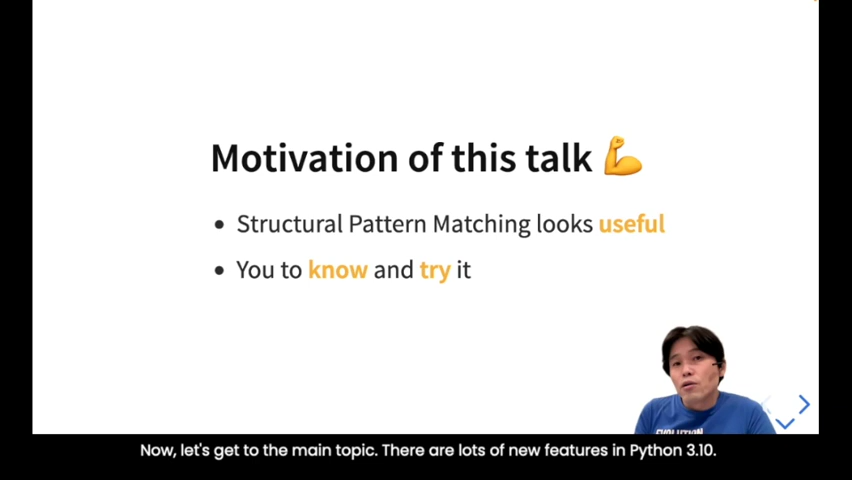 Motivation of this talk 💪
• Structural Pattern Matching looks useful
• You to know and try it
EVOLUTION
Now, let's get to the main topic. There are lots of new features in Python 3.10.